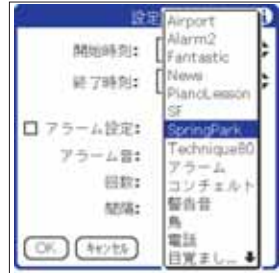 設定
Airport
Alarm2
Fantastic
News
PianoLesson
SF
SpringPark
Technique80
アラーム
コンチェルト
警告音
鳥
電話
目覚まし...
開始時刻:
終了時刻:
アラーム設定:
アラーム音:
回数:
間隔:
OK
キャンセル